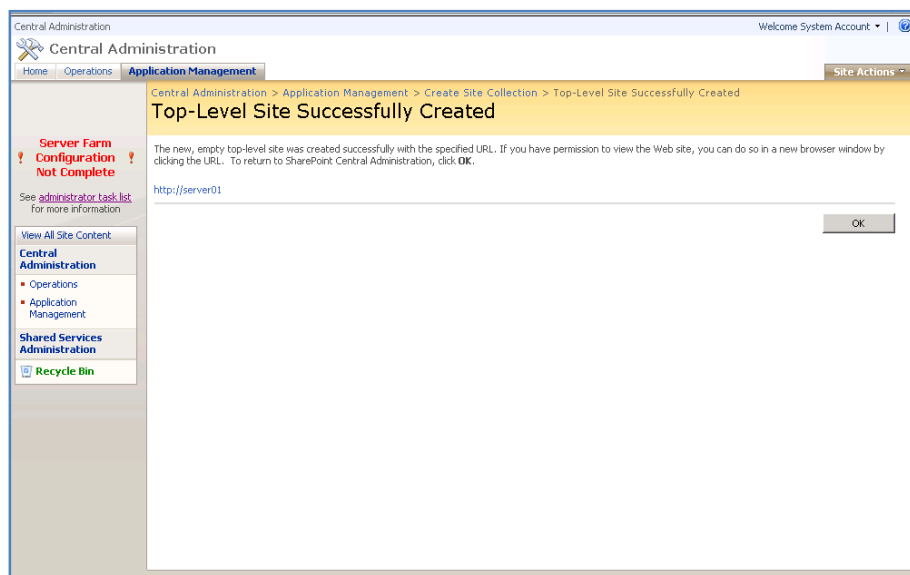 Central Administration
Welcome System Account
Central Administration
Home Operations Application Management
Site Actions
Central Administration > Application Management > Create Site Collection > Top-Level Site Successfully Created
Top-Level Site Successfully Created
Server Farm
! Configuration !
Not Complete
See administrator task list
for more information
The new, empty top-level site was created successfully with the specified URL. If you have permission to view the Web site, you can do so in a new browser window by
clicking the URL. To return to SharePoint Central Administration, click OK.
http://server01
OK
View All Site Content
Central
Administration
Operations
Application
Management
Shared Services
Administration
Recycle Bin